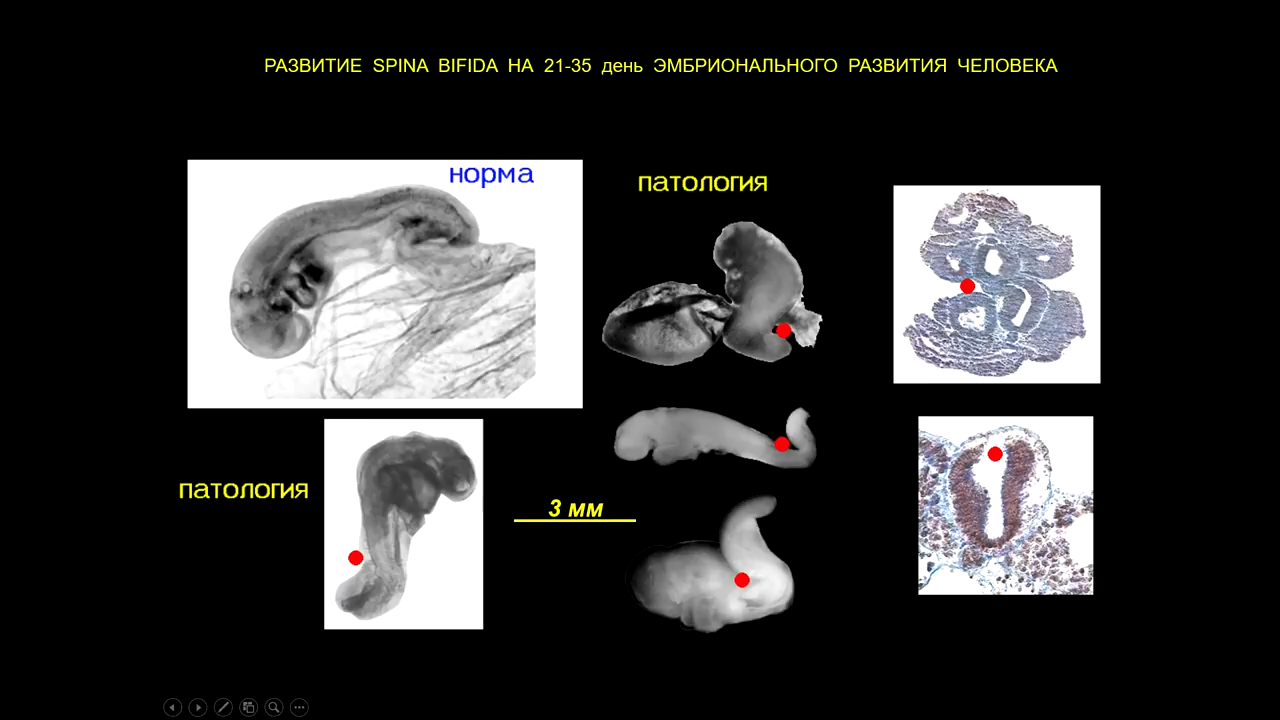 РАЗВИТИЕ SPINA BIFIDA НА 21-35 день ЭМБРИОНАЛЬНОГО РАЗВИТИЯ ЧЕЛОВЕКА
норма
патология
патология
3 мм